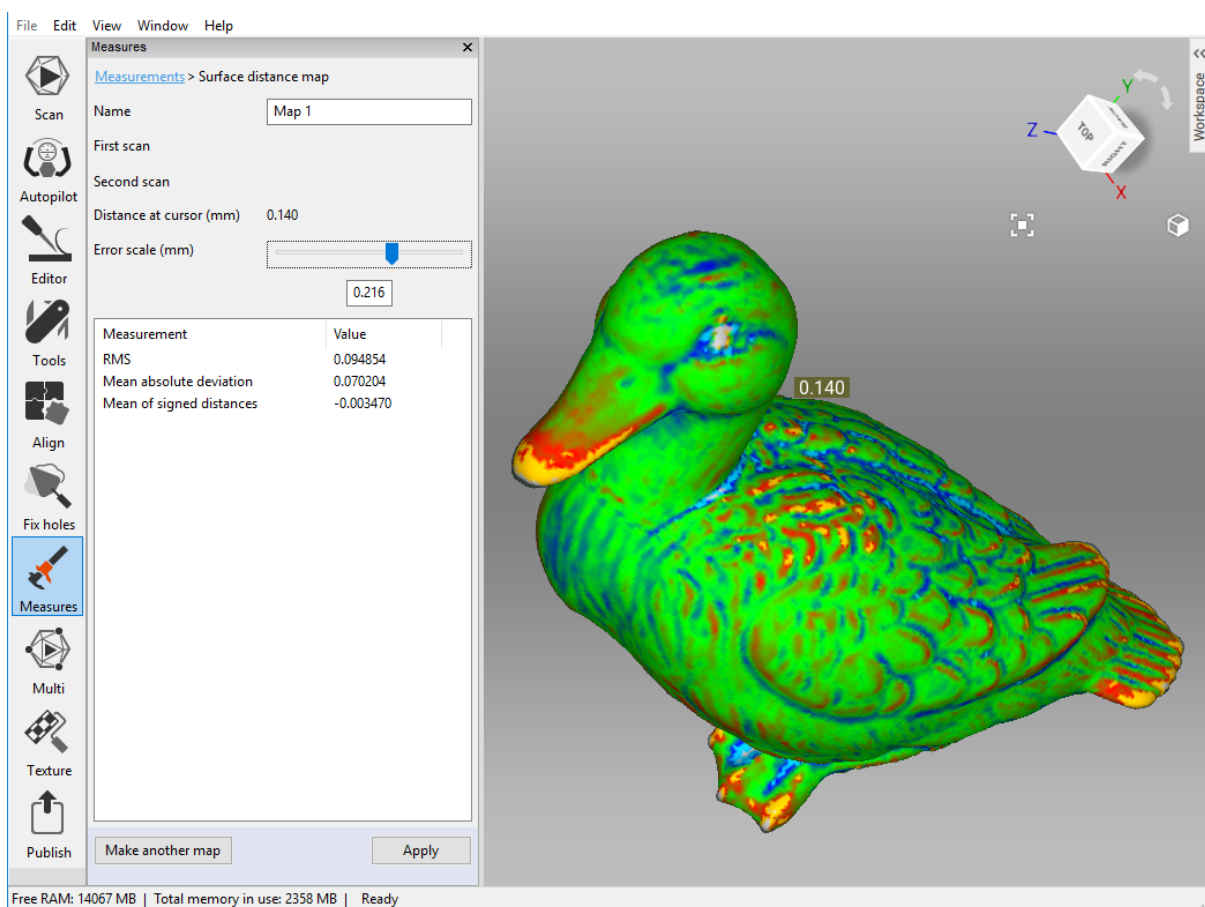 File Edit View Window Help
Measures
Measurements > Surface distance map
Name Map 1
First scan
Second scan
Distance at cursor (mm) 0.140
Error scale (mm)
0.216
Measurement Value
RMS 0.094854
Mean absolute deviation 0.070204
Mean of signed distances -0.003470
Make another map Apply
Scan
Autopilot
Editor
Tools
Align
Fix holes
Measures
Multi
Texture
Publish
0.140
Y
Z
X
TOP
RIGHT
Workspace
Free RAM: 14067 MB | Total memory in use: 2358 MB | Ready